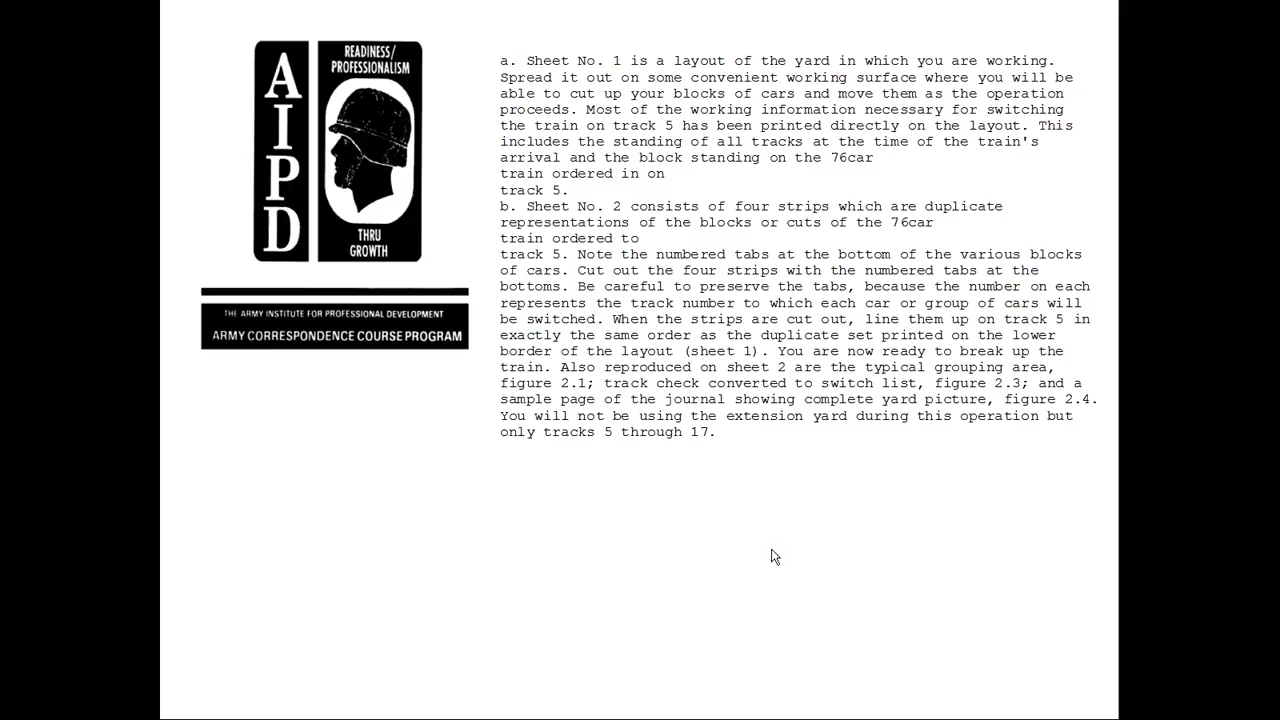 A
I
P
D
READINESS/
PROFESSIONALISM
THRU
GROWTH
THE ARMY INSTITUTE FOR PROFESSIONAL DEVELOPMENT
ARMY CORRESPONDENCE COURSE PROGRAM
a. Sheet No. 1 is a layout of the yard in which you are working.
Spread it out on some convenient working surface where you will be
able to cut up your blocks of cars and move them as the operation
proceeds. Most of the working information necessary for switching
the train on track 5 has been printed directly on the layout. This
includes the standing of all tracks at the time of the train's
arrival and the block standing on the 76car
train ordered in on
track 5.
b. Sheet No. 2 consists of four strips which are duplicate
representations of the blocks or cuts of the 76car
train ordered to
track 5. Note the numbered tabs at the bottom of the various blocks
of cars. Cut out the four strips with the numbered tabs at the
bottoms. Be careful to preserve the tabs, because the number on each
represents the track number to which each car or group of cars will
be switched. When the strips are cut out, line them up on track 5 in
exactly the same order as the duplicate set printed on the lower
border of the layout (sheet 1). You are now ready to break up the
train. Also reproduced on sheet 2 are the typical grouping area,
figure 2.1; track check converted to switch list, figure 2.3; and a
sample page of the journal showing complete yard picture, figure 2.4.
You will not be using the extension yard during this operation but
only tracks 5 through 17.